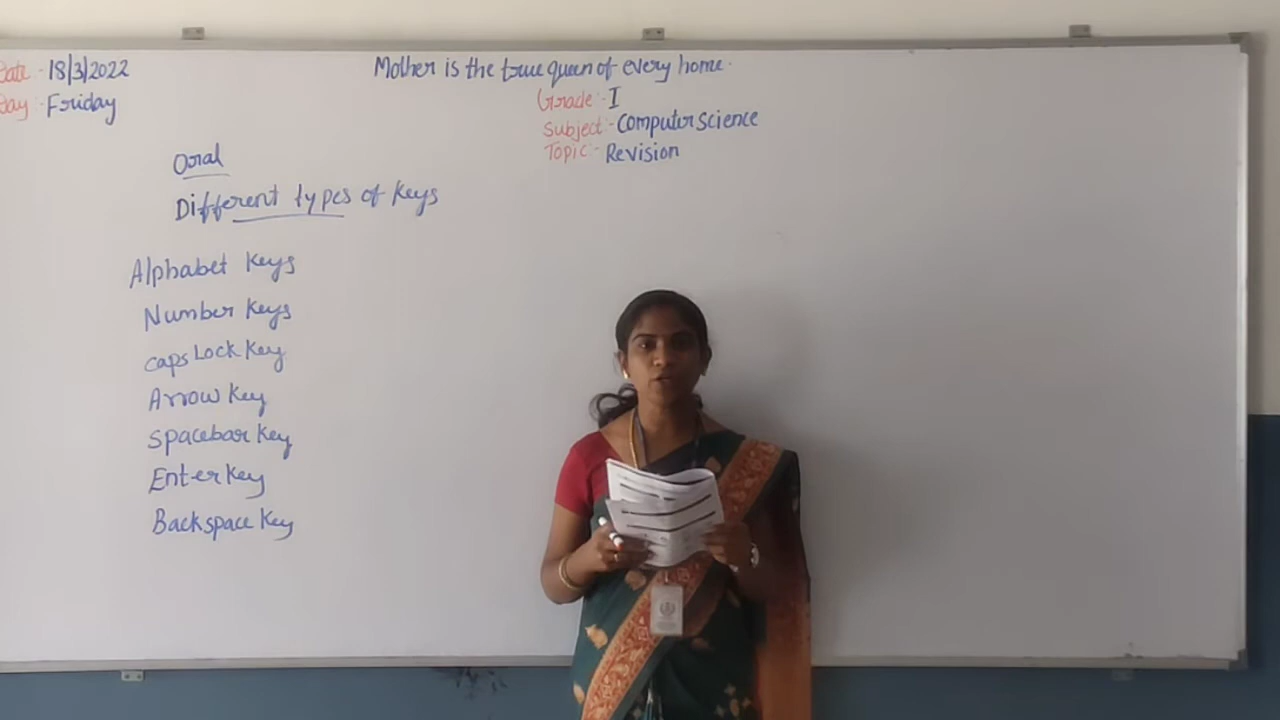 Date:- 18/3/2022
Day:- Friday
Mother is the true queen of every home.
Grade:- I
Subject:- Computer science
Topic:- Revision
Oral
Different types of Keys
Alphabet Keys
Number Keys
caps Lock Key
Arrow Key
Spacebar Key
Enter Key
Backspace Key